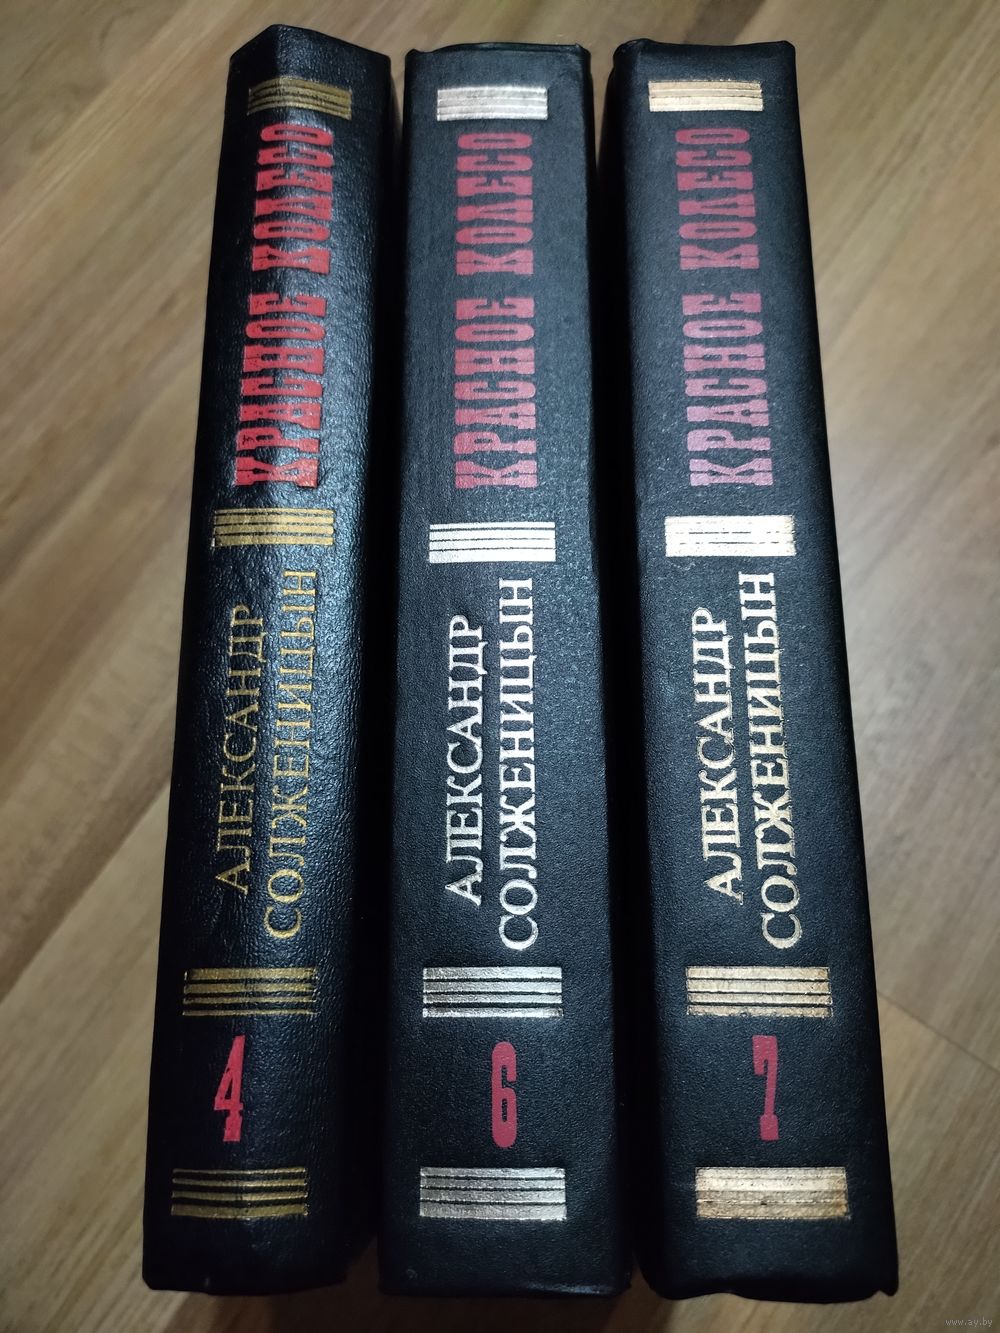 КРАСНОЕ КОЛЕСО
АЛЕКСАНДР
СОЛЖЕНИЦЫН
4
КРАСНОЕ КОЛЕСО
АЛЕКСАНДР
СОЛЖЕНИЦЫН
6
КРАСНОЕ КОЛЕСО
АЛЕКСАНДР
СОЛЖЕНИЦЫН
7
www.ay.by